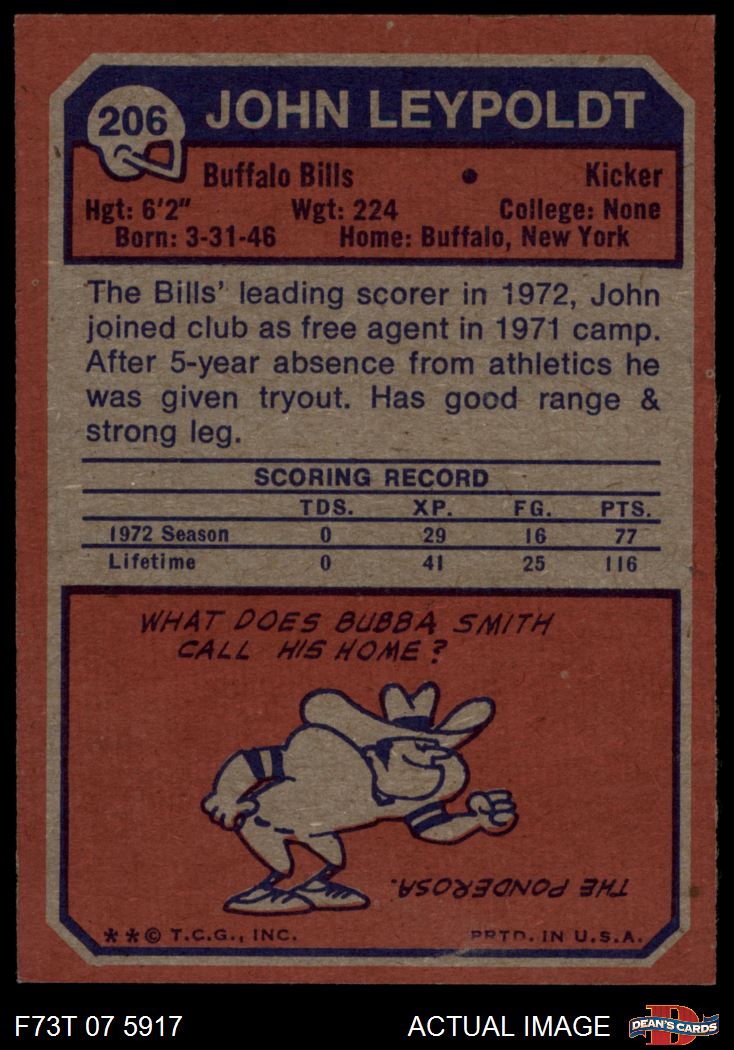 206 JOHN LEYPOLDT
Buffalo Bills • Kicker
Hgt: 6'2" Wgt: 224 College: None
Born: 3-31-46 Home: Buffalo, New York
The Bills' leading scorer in 1972, John
joined club as free agent in 1971 camp.
After 5-year absence from athletics he
was given tryout. Has good range &
strong leg.
SCORING RECORD
TDS. XP. FG. PTS.
1972 Season 0 29 16 77
Lifetime 0 41 25 116
WHAT DOES BUBBA SMITH
CALL HIS HOME?
THE PONDEROSA.
**© T.C.G., INC. PRTD. IN U.S.A.
F73T 07 5917 ACTUAL IMAGE D DEAN'S CARDS